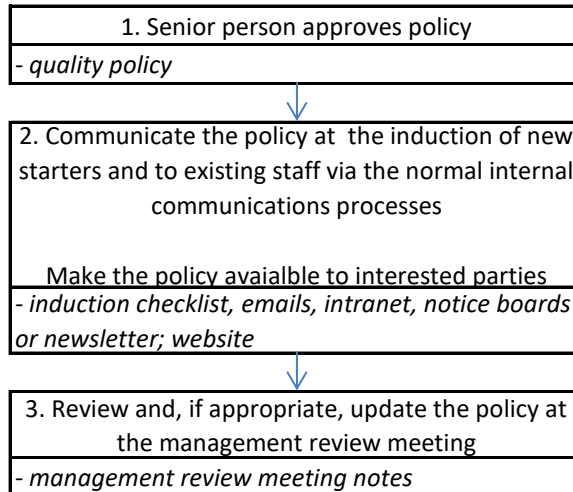 1. Senior person approves policy
- quality policy
2. Communicate the policy at the induction of new
starters and to existing staff via the normal internal
communications processes
Make the policy avaialble to interested parties
- induction checklist, emails, intranet, notice boards
or newsletter; website
3. Review and, if appropriate, update the policy at
the management review meeting
- management review meeting notes